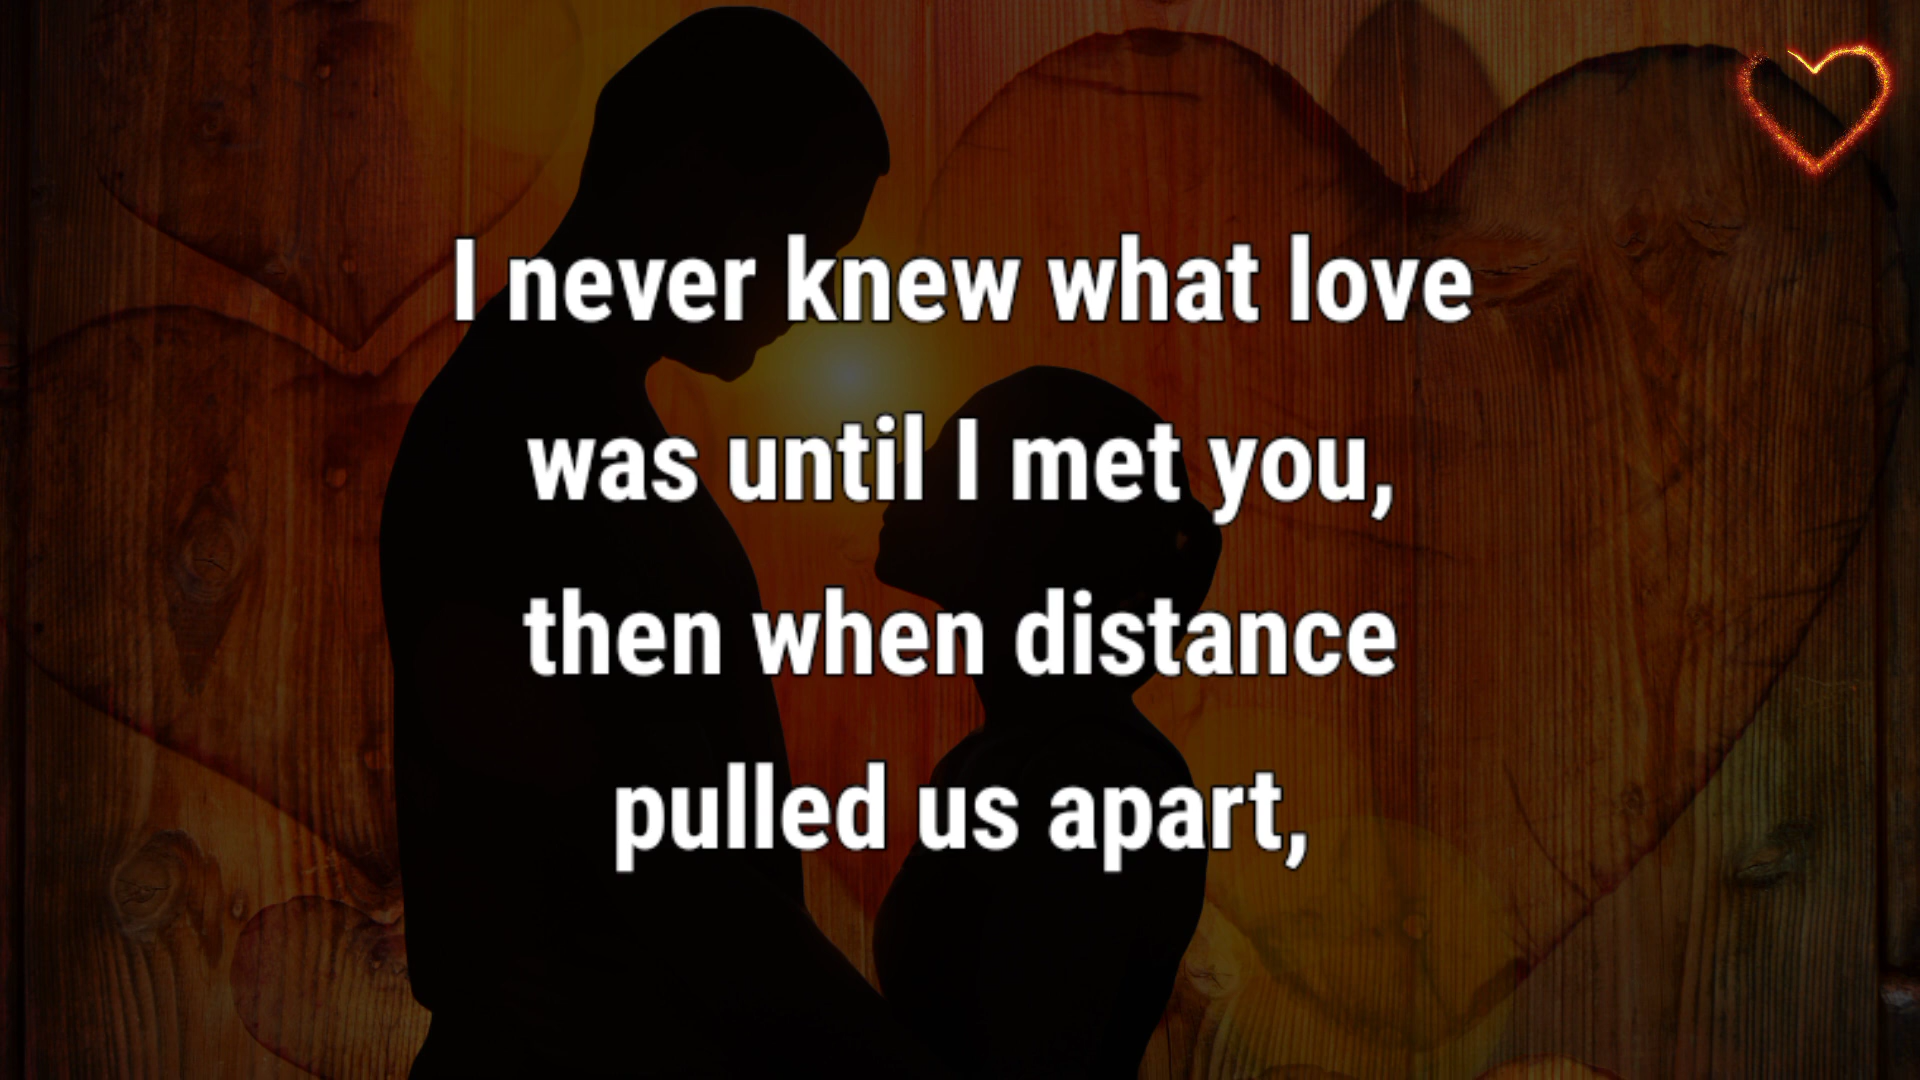 I never knew what love
was until I met you,
then when distance
pulled us apart,